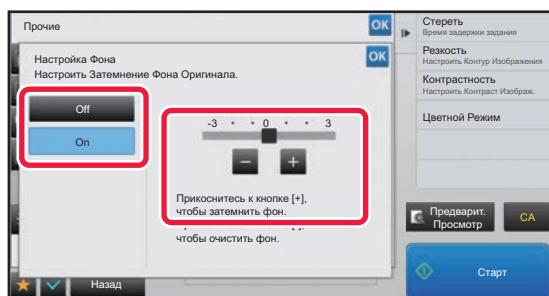 Прочие
OK
Настройка Фона
Настроить Затемнение Фона Оригинала.
OK
Off
On
-3 0 3
- +
Прикоснитесь к кнопке [+],
чтобы затемнить фон.
чтобы очистить фон.
Назад
Стереть
Время задержки задания
Резкость
Настроить Контур Изображения
Контрастность
Настроить Контраст Изображ.
Цветной Режим
Предварит.
Просмотр
CA
Старт